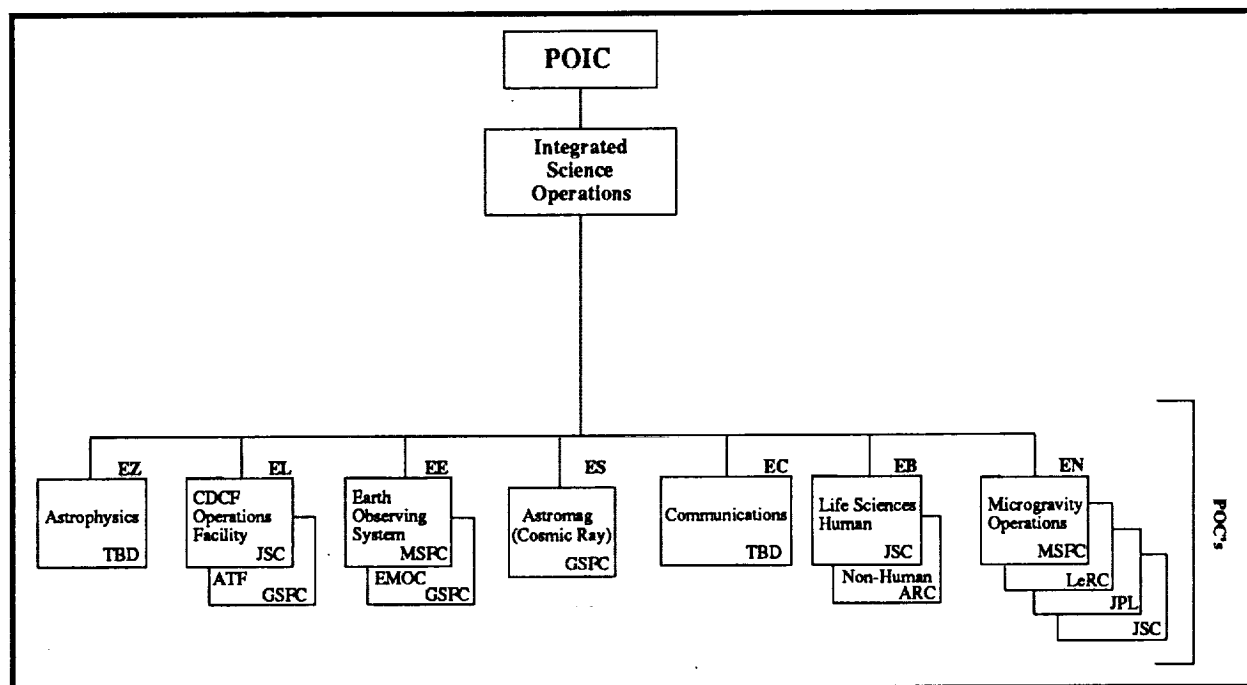 POIC
Integrated
Science
Operations
EZ
Astrophysics
TBD
EL
CDCF
Operations
Facility
JSC
ATF
GSFC
EE
Earth
Observing
System
MSFC
EMOC
GSFC
ES
Astromag
(Cosmic Ray)
GSFC
EC
Communications
TBD
EB
Life Sciences
Human
JSC
Non-Human
ARC
EN
Microgravity
Operations
MSFC
LeRC
JPL
JSC
POC's